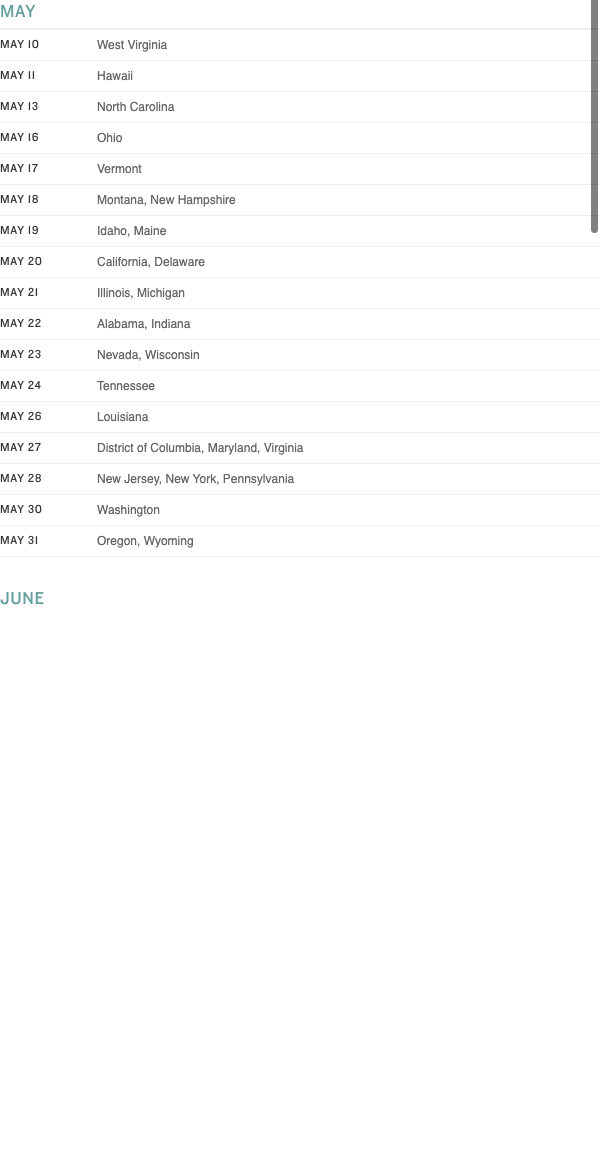 MAY
MAY 10 West Virginia
MAY 11 Hawaii
MAY 13 North Carolina
MAY 16 Ohio
MAY 17 Vermont
MAY 18 Montana, New Hampshire
MAY 19 Idaho, Maine
MAY 20 California, Delaware
MAY 21 Illinois, Michigan
MAY 22 Alabama, Indiana
MAY 23 Nevada, Wisconsin
MAY 24 Tennessee
MAY 26 Louisiana
MAY 27 District of Columbia, Maryland, Virginia
MAY 28 New Jersey, New York, Pennsylvania
MAY 30 Washington
MAY 31 Oregon, Wyoming
JUNE